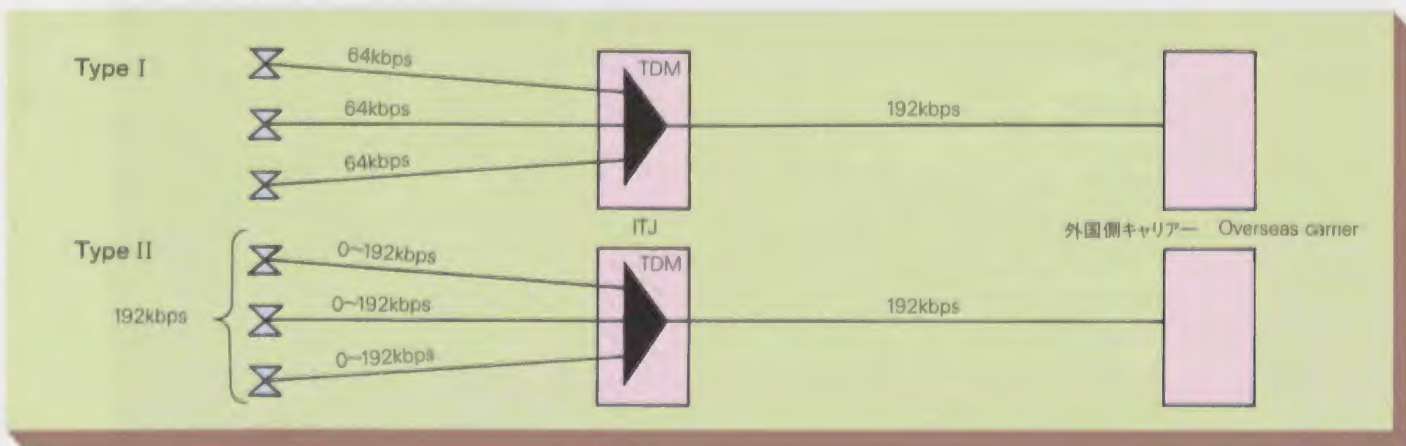 Type I
64kbps
64kbps
64kbps
TDM
192kbps
ITJ
外国側キャリアー Overseas carrier
Type II
192kbps
0~192kbps
0~192kbps
0~192kbps
TDM
192kbps